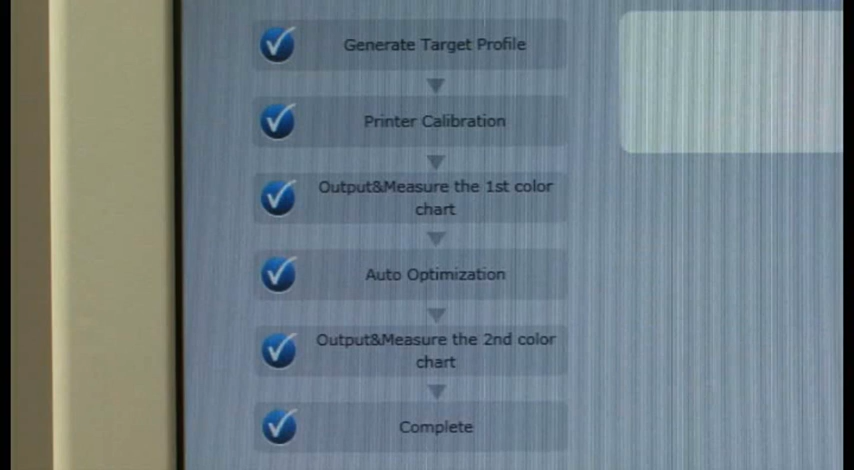 Generate Target Profile
Printer Calibration
Output&Measure the 1st color
chart
Auto Optimization
Output&Measure the 2nd color
chart
Complete